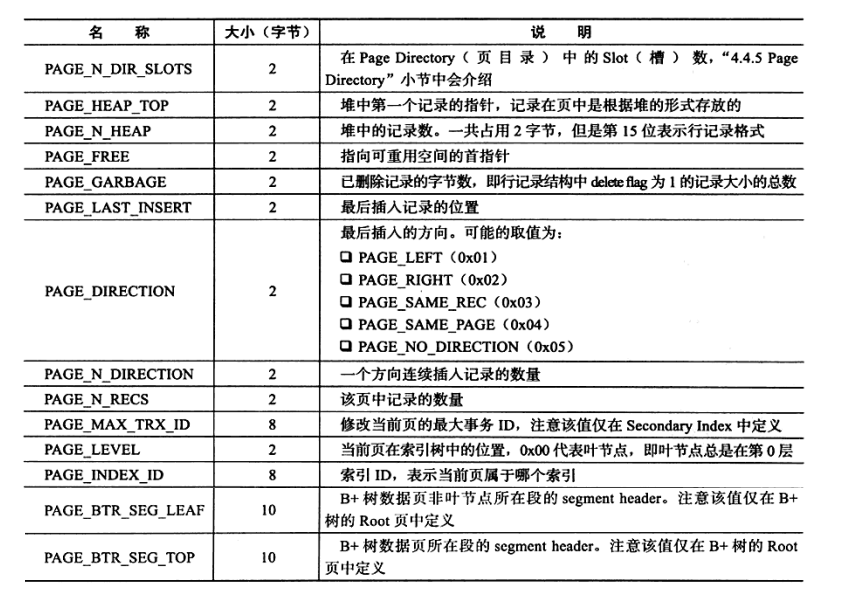 名 称 大小（字节） 说 明
PAGE_N_DIR_SLOTS 2 在 Page Directory（页目录）中的 Slot（槽）数，“4.4.5 Page
Directory”小节中会介绍
PAGE_HEAP_TOP 2 堆中第一个记录的指针，记录在页中是根据堆的形式存放的
PAGE_N_HEAP 2 堆中的记录数。一共占用 2 字节，但是第 15 位表示行记录格式
PAGE_FREE 2 指向可重用空间的首指针
PAGE_GARBAGE 2 已删除记录的字节数，即行记录结构中 delete flag 为 1 的记录大小的总数
PAGE_LAST_INSERT 2 最后插入记录的位置
PAGE_DIRECTION 2 最后插入的方向。可能的取值为：
❑ PAGE_LEFT（0x01）
❑ PAGE_RIGHT（0x02）
❑ PAGE_SAME_REC（0x03）
❑ PAGE_SAME_PAGE（0x04）
❑ PAGE_NO_DIRECTION（0x05）
PAGE_N_DIRECTION 2 一个方向连续插入记录的数量
PAGE_N_RECS 2 该页中记录的数量
PAGE_MAX_TRX_ID 8 修改当前页的最大事务 ID，注意该值仅在 Secondary Index 中定义
PAGE_LEVEL 2 当前页在索引树中的位置，0x00 代表叶节点，即叶节点总是在第 0 层
PAGE_INDEX_ID 8 索引 ID，表示当前页属于哪个索引
PAGE_BTR_SEG_LEAF 10 B+ 树数据页非叶节点所在段的 segment header。注意该值仅在 B+
树的 Root 页中定义
PAGE_BTR_SEG_TOP 10 B+ 树数据页所在段的 segment header。注意该值仅在 B+ 树的 Root
页中定义